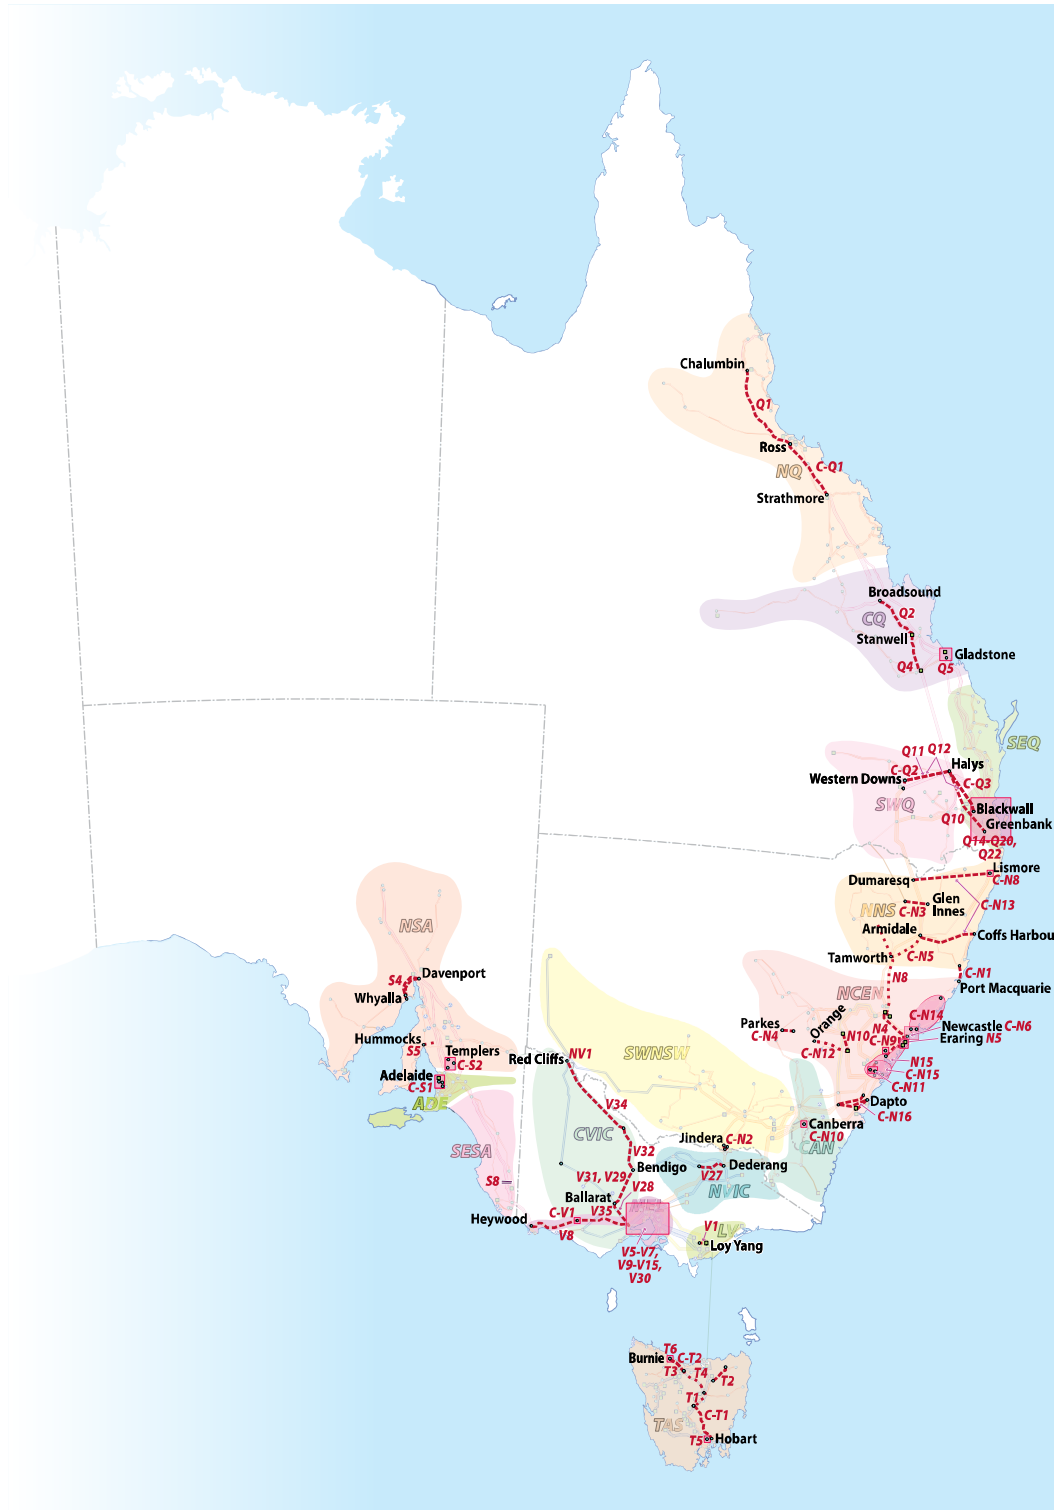 Chalumbin
Q1
Ross
C-Q1
NQ
Strathmore
Broadsound
Q2
CQ
Stanwell
Gladstone
Q4
Q5
SEQ
Q11
Q12
Halys
C-Q2
Western Downs
C-Q3
SWQ
Blackwall
Q10
Greenbank
Q14-Q20,
Q22
Lismore
C-N8
Dumaresq
Glen
Innes
C-N3
C-N13
NNS
Armidale
Coffs Harbou
C-N5
Tamworth
NSA
Davenport
S4
Whyalla
N8
C-N1
Port Macquarie
NCEN
C-N14
Orange
Parkes
C-N4
N4
Newcastle
C-N6
Eraring
N5
N10
C-N9
C-N12
Hummocks
S5
Templers
C-S2
Adelaide
C-S1
ADE
Red Cliffs
NV1
SWNSW
N15
C-N15
C-N11
Dapto
C-N16
V34
CVIC
Canberra
C-N10
CAN
Jindera
C-N2
V32
SESA
Bendigo
Dederang
V27
V31, V29
V28
NVIC
S8
Ballarat
C-V1
V35
MEL
Heywood
V8
V1
LV
Loy Yang
V5-V7,
V9-V15,
V30
T6
Burnie
C-T2
T3
T4
T2
T1
C-T1
TAS
T5
Hobart